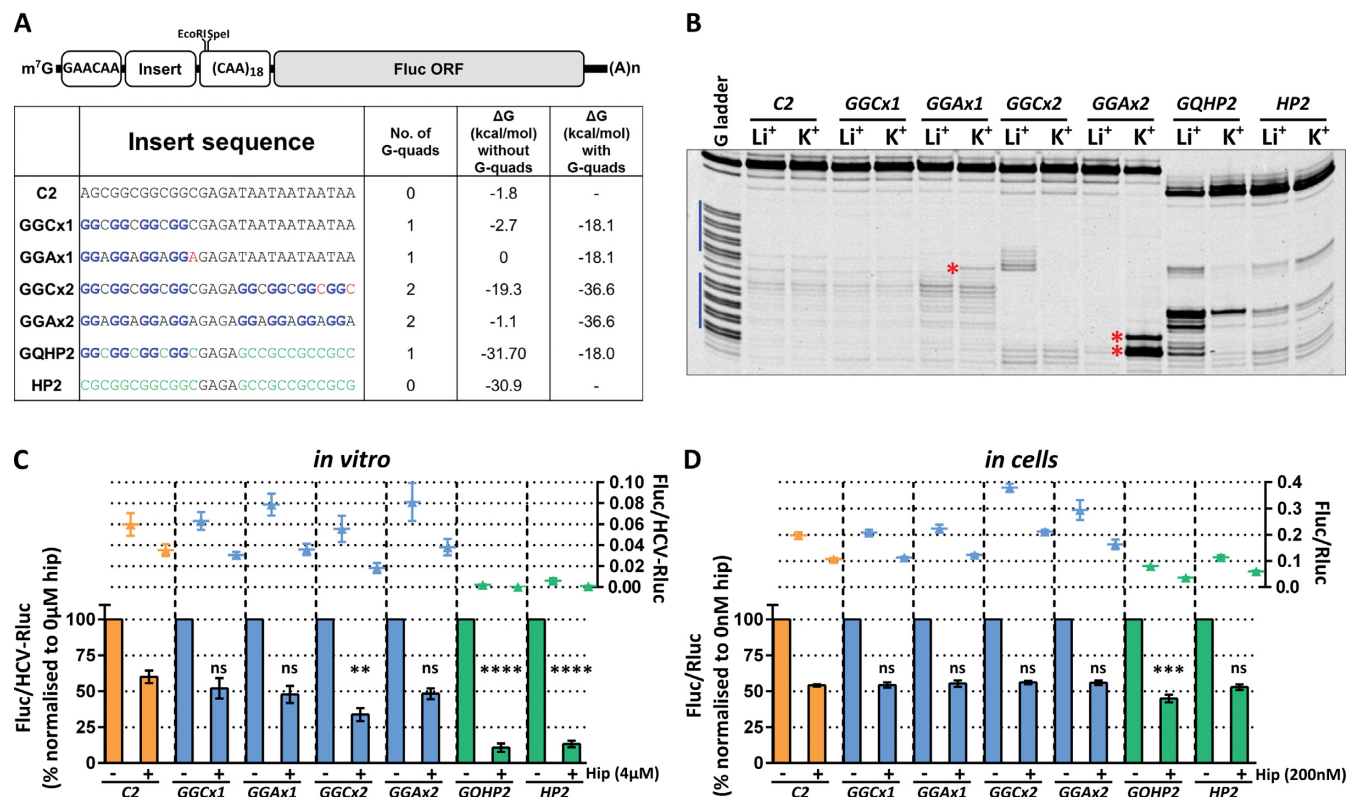 A
EcoRI SpeI
m⁷G GAACAA Insert (CAA)₁₈ Fluc ORF (A)n
Insert sequence
No. of G-quads
ΔG (kcal/mol) without G-quads
ΔG (kcal/mol) with G-quads
C2 AGCGGCGGCGGCGAGATAATAATAATAA 0 -1.8 -
GGCx1 GGCGGCGGCGGCGAGATAATAATAATAA 1 -2.7 -18.1
GGAx1 GGAGGAGGAGGAGAGATAATAATAATAA 1 0 -18.1
GGCx2 GGCGGCGGCGGCGAGAGGCGGCGGCGGC 2 -19.3 -36.6
GGAx2 GGAGGAGGAGGAGAGAGGAGGAGGAGGA 2 -1.1 -36.6
GQHP2 GGCGGCGGCGGCGAGAGCCGCCGCCGCC 1 -31.70 -18.0
HP2 CGCGGCGGCGGCGAGAGCCGCCGCCGCG 0 -30.9 -
B
G ladder
C2 GGCx1 GGAx1 GGCx2 GGAx2 GQHP2 HP2
Li⁺ K⁺ Li⁺ K⁺ Li⁺ K⁺ Li⁺ K⁺ Li⁺ K⁺ Li⁺ K⁺ Li⁺ K⁺
*
*
*
C
in vitro
0.10
0.08
0.06
0.04
0.02
0.00
Fluc/HCV-Rluc
Fluc/HCV-Rluc
(% normalised to 0µM hip)
100
75
50
25
0
ns ns ** ns **** ****
- + - + - + - + - + - + - + Hip (4µM)
C2 GGCx1 GGAx1 GGCx2 GGAx2 GQHP2 HP2
D
in cells
0.4
0.3
0.2
0.1
0.0
Fluc/Rluc
Fluc/Rluc
(% normalised to 0nM hip)
100
75
50
25
0
ns ns ns ns *** ns
- + - + - + - + - + - + - + Hip (200nM)
C2 GGCx1 GGAx1 GGCx2 GGAx2 GQHP2 HP2